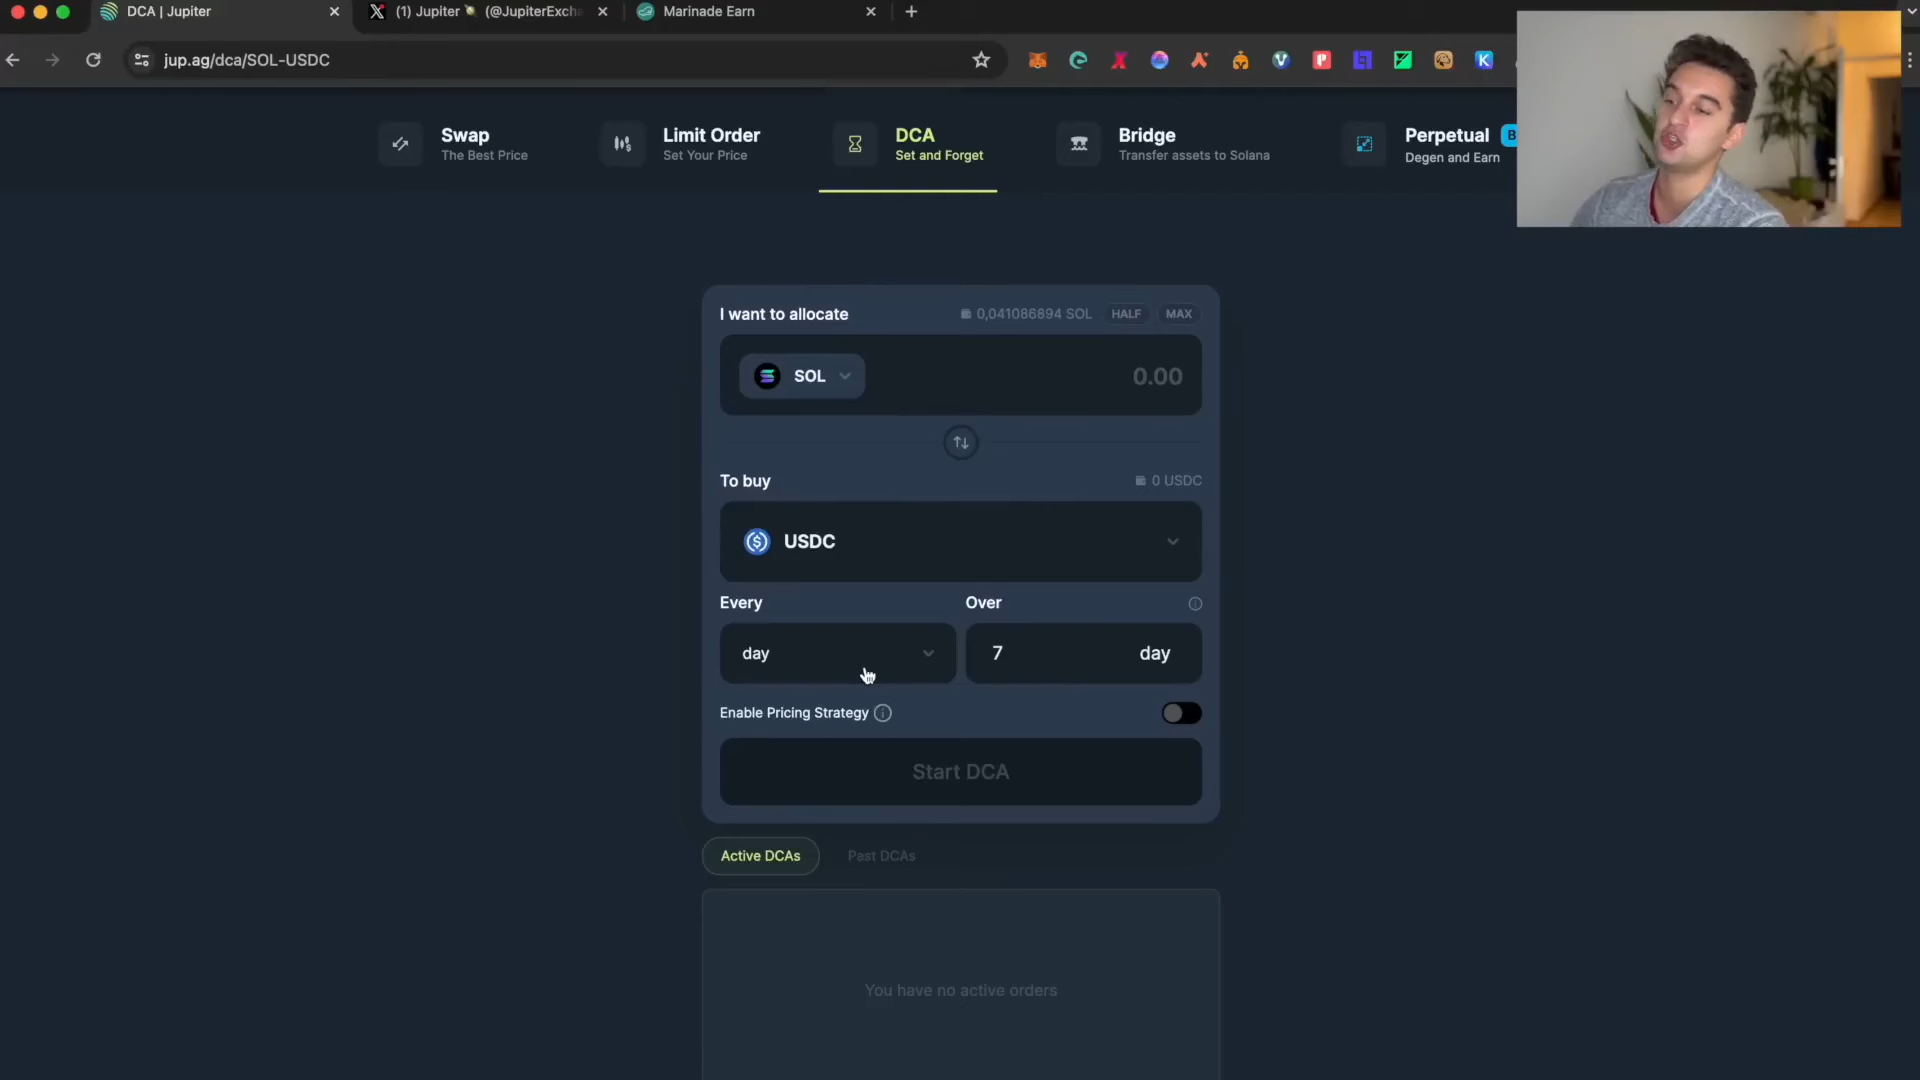 DCA | Jupiter
(1) Jupiter 🪐 (@JupiterExcha
Marinade Earn
jup.ag/dca/SOL-USDC
Swap
The Best Price
Limit Order
Set Your Price
DCA
Set and Forget
Bridge
Transfer assets to Solana
Perpetual B
Degen and Earn
I want to allocate
0,041086894 SOL HALF MAX
SOL 0.00
To buy 0 USDC
USDC
Every Over
day 7 day
Enable Pricing Strategy
Start DCA
Active DCAs Past DCAs
You have no active orders